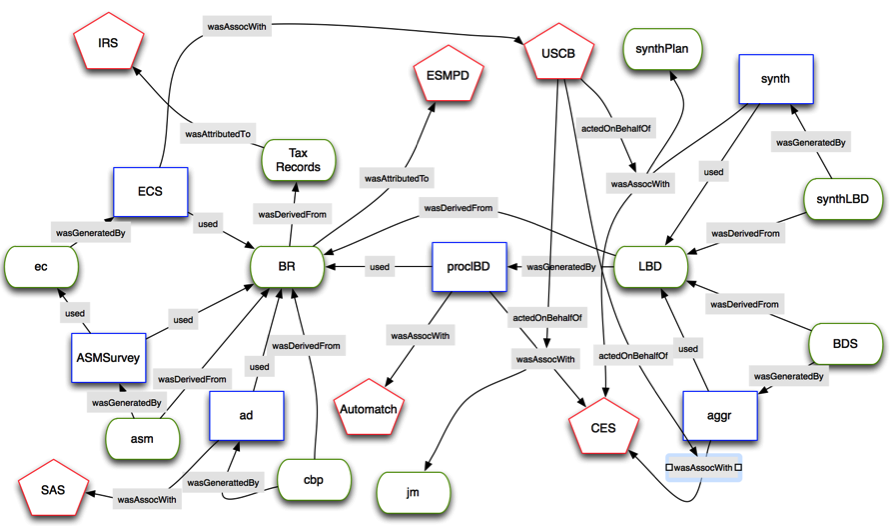 wasAssocWith
IRS
USCB
synthPlan
ESMPD
synth
actedOnBehalfOf
wasAttributedTo
wasGeneratedBy
Tax
Records
used
wasAttributedTo
wasAssocWith
ECS
synthLBD
wasDerivedFrom
wasDerivedFrom
used
wasGeneratedBy
wasDerivedFrom
ec
BR
used
procIBD
wasGeneratedBy
LBD
wasDerivedFrom
used
used
actedOnBehalfOf
wasAssocWith
BDS
wasDerivedFrom
used
ASMSurvey
wasAssocWith
actedOnBehalfOf
used
wasDerivedFrom
wasGeneratedBy
wasGeneratedBy
ad
Automatch
aggr
CES
asm
wasAssocWith
cbp
wasGenerattedBy
SAS
wasAssocWith
jm